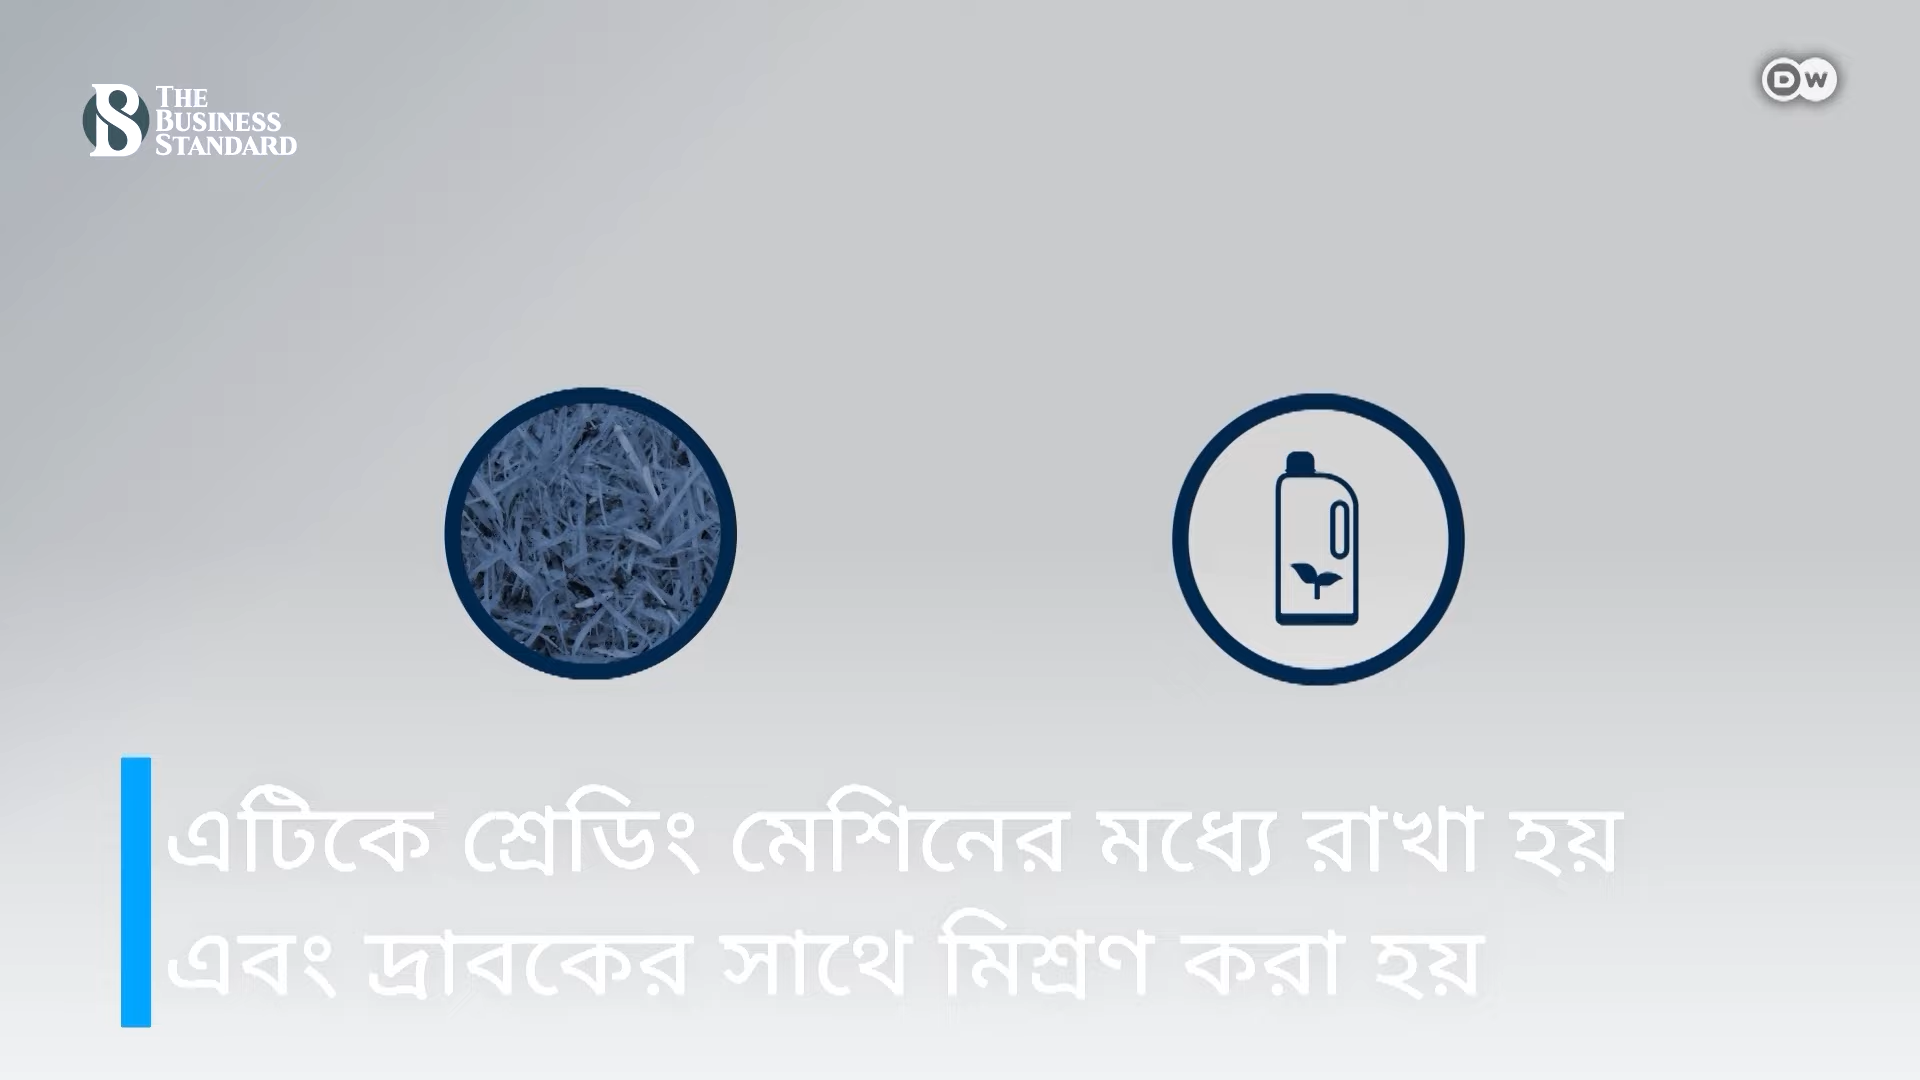 THE
BUSINESS
STANDARD
DW
এটিকে শ্রেডিং মেশিনের মধ্যে রাখা হয়
এবং দ্রাবকের সাথে মিশ্রণ করা হয়